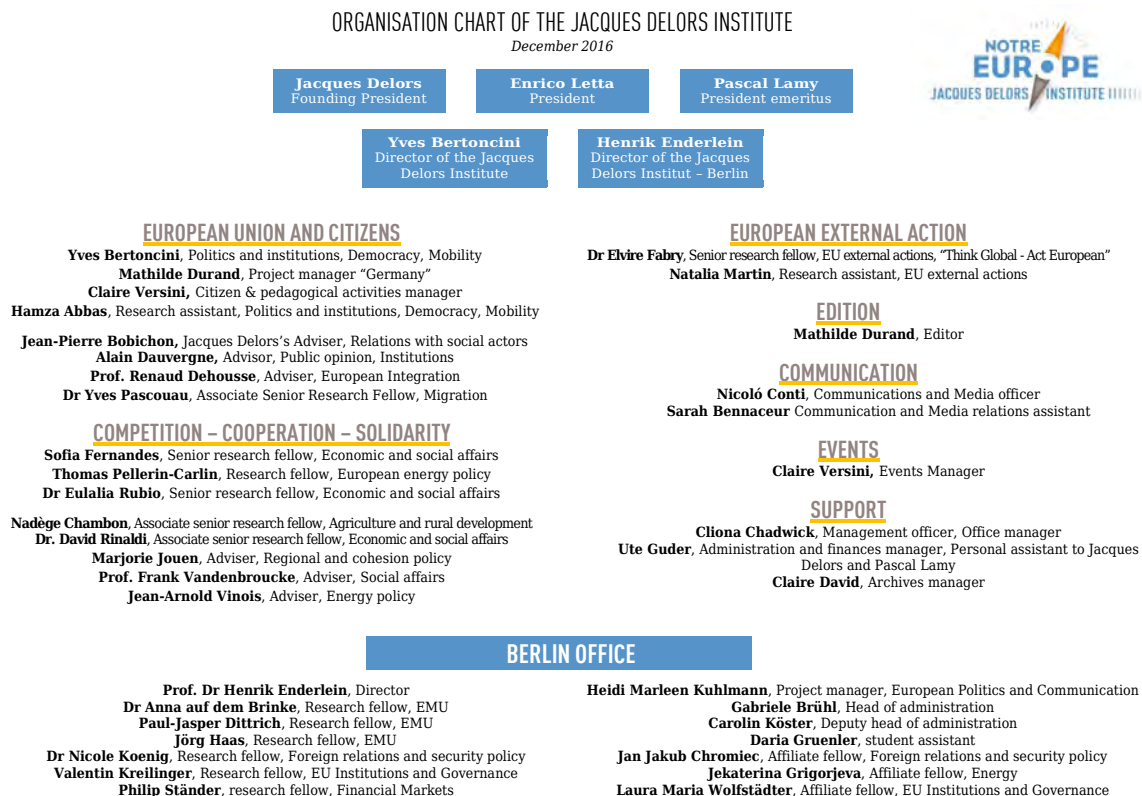 ORGANISATION CHART OF THE JACQUES DELORS INSTITUTE
December 2016
NOTRE
EUROPE
JACQUES DELORS INSTITUTE
Jacques Delors
Founding President
Enrico Letta
President
Pascal Lamy
President emeritus
Yves Bertoncini
Director of the Jacques
Delors Institute
Henrik Enderlein
Director of the Jacques
Delors Institut – Berlin
EUROPEAN UNION AND CITIZENS
Yves Bertoncini, Politics and institutions, Democracy, Mobility
Mathilde Durand, Project manager “Germany”
Claire Versini, Citizen & pedagogical activities manager
Hamza Abbas, Research assistant, Politics and institutions, Democracy, Mobility
Jean-Pierre Bobichon, Jacques Delors’s Adviser, Relations with social actors
Alain Dauvergne, Advisor, Public opinion, Institutions
Prof. Renaud Dehousse, Adviser, European Integration
Dr Yves Pascouau, Associate Senior Research Fellow, Migration
COMPETITION – COOPERATION – SOLIDARITY
Sofia Fernandes, Senior research fellow, Economic and social affairs
Thomas Pellerin-Carlin, Research fellow, European energy policy
Dr Eulalia Rubio, Senior research fellow, Economic and social affairs
Nadège Chambon, Associate senior research fellow, Agriculture and rural development
Dr. David Rinaldi, Associate senior research fellow, Economic and social affairs
Marjorie Jouen, Adviser, Regional and cohesion policy
Prof. Frank Vandenbroucke, Adviser, Social affairs
Jean-Arnold Vinois, Adviser, Energy policy
EUROPEAN EXTERNAL ACTION
Dr Elvire Fabry, Senior research fellow, EU external actions, “Think Global - Act European”
Natalia Martin, Research assistant, EU external actions
EDITION
Mathilde Durand, Editor
COMMUNICATION
Nicoló Conti, Communications and Media officer
Sarah Bennaceur Communication and Media relations assistant
EVENTS
Claire Versini, Events Manager
SUPPORT
Cliona Chadwick, Management officer, Office manager
Ute Guder, Administration and finances manager, Personal assistant to Jacques
Delors and Pascal Lamy
Claire David, Archives manager
BERLIN OFFICE
Prof. Dr Henrik Enderlein, Director
Dr Anna auf dem Brinke, Research fellow, EMU
Paul-Jasper Dittrich, Research fellow, EMU
Jörg Haas, Research fellow, EMU
Dr Nicole Koenig, Research fellow, Foreign relations and security policy
Valentin Kreilinger, Research fellow, EU Institutions and Governance
Philip Ständer, research fellow, Financial Markets
Heidi Marleen Kuhlmann, Project manager, European Politics and Communication
Gabriele Brühl, Head of administration
Carolin Köster, Deputy head of administration
Daria Gruenler, student assistant
Jan Jakub Chromiec, Affiliate fellow, Foreign relations and security policy
Jekaterina Grigorjeva, Affiliate fellow, Energy
Laura Maria Wolfstädter, Affiliate fellow, EU Institutions and Governance